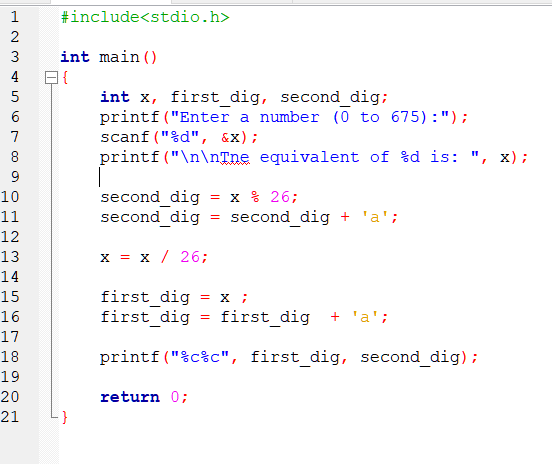 1 #include<stdio.h>
2
3 int main()
4 {
5 int x, first_dig, second_dig;
6 printf("Enter a number (0 to 675):");
7 scanf("%d", &x);
8 printf("\n\nTne equivalent of %d is: ", x);
9
10 second_dig = x % 26;
11 second_dig = second_dig + 'a';
12
13 x = x / 26;
14
15 first_dig = x ;
16 first_dig = first_dig  + 'a';
17
18 printf("%c%c", first_dig, second_dig);
19
20 return 0;
21 }